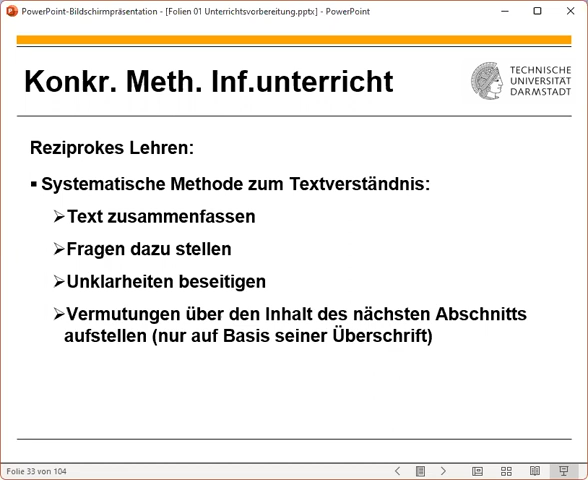 PowerPoint-Bildschirmpräsentation - [Folien 01 Unterrichtsvorbereitung.pptx] - PowerPoint
Konkr. Meth. Inf.unterricht
TECHNISCHE
UNIVERSITÄT
DARMSTADT
Reziprokes Lehren:
▪ Systematische Methode zum Textverständnis:
➢Text zusammenfassen
➢Fragen dazu stellen
➢Unklarheiten beseitigen
➢Vermutungen über den Inhalt des nächsten Abschnitts
aufstellen (nur auf Basis seiner Überschrift)
Folie 33 von 104